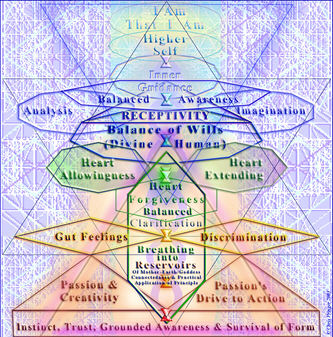 I Am
That I Am
Higher
Self
Inner
Guidance
Balanced Awareness
Analysis Imagination
RECEPTIVITY
Balance of Wills
(Divine Human)
Heart Heart
Allowingness Extending
Heart
Forgiveness
Balanced
Clarification
Gut Feelings Discrimination
Breathing
into
Reservoirs
Of Mother-Earth/Goddess
Connectedness & Practical
Application of Principle
Passion & Passion's
Creativity Drive to Action
Instinct, Trust, Grounded Awareness & Survival of Form